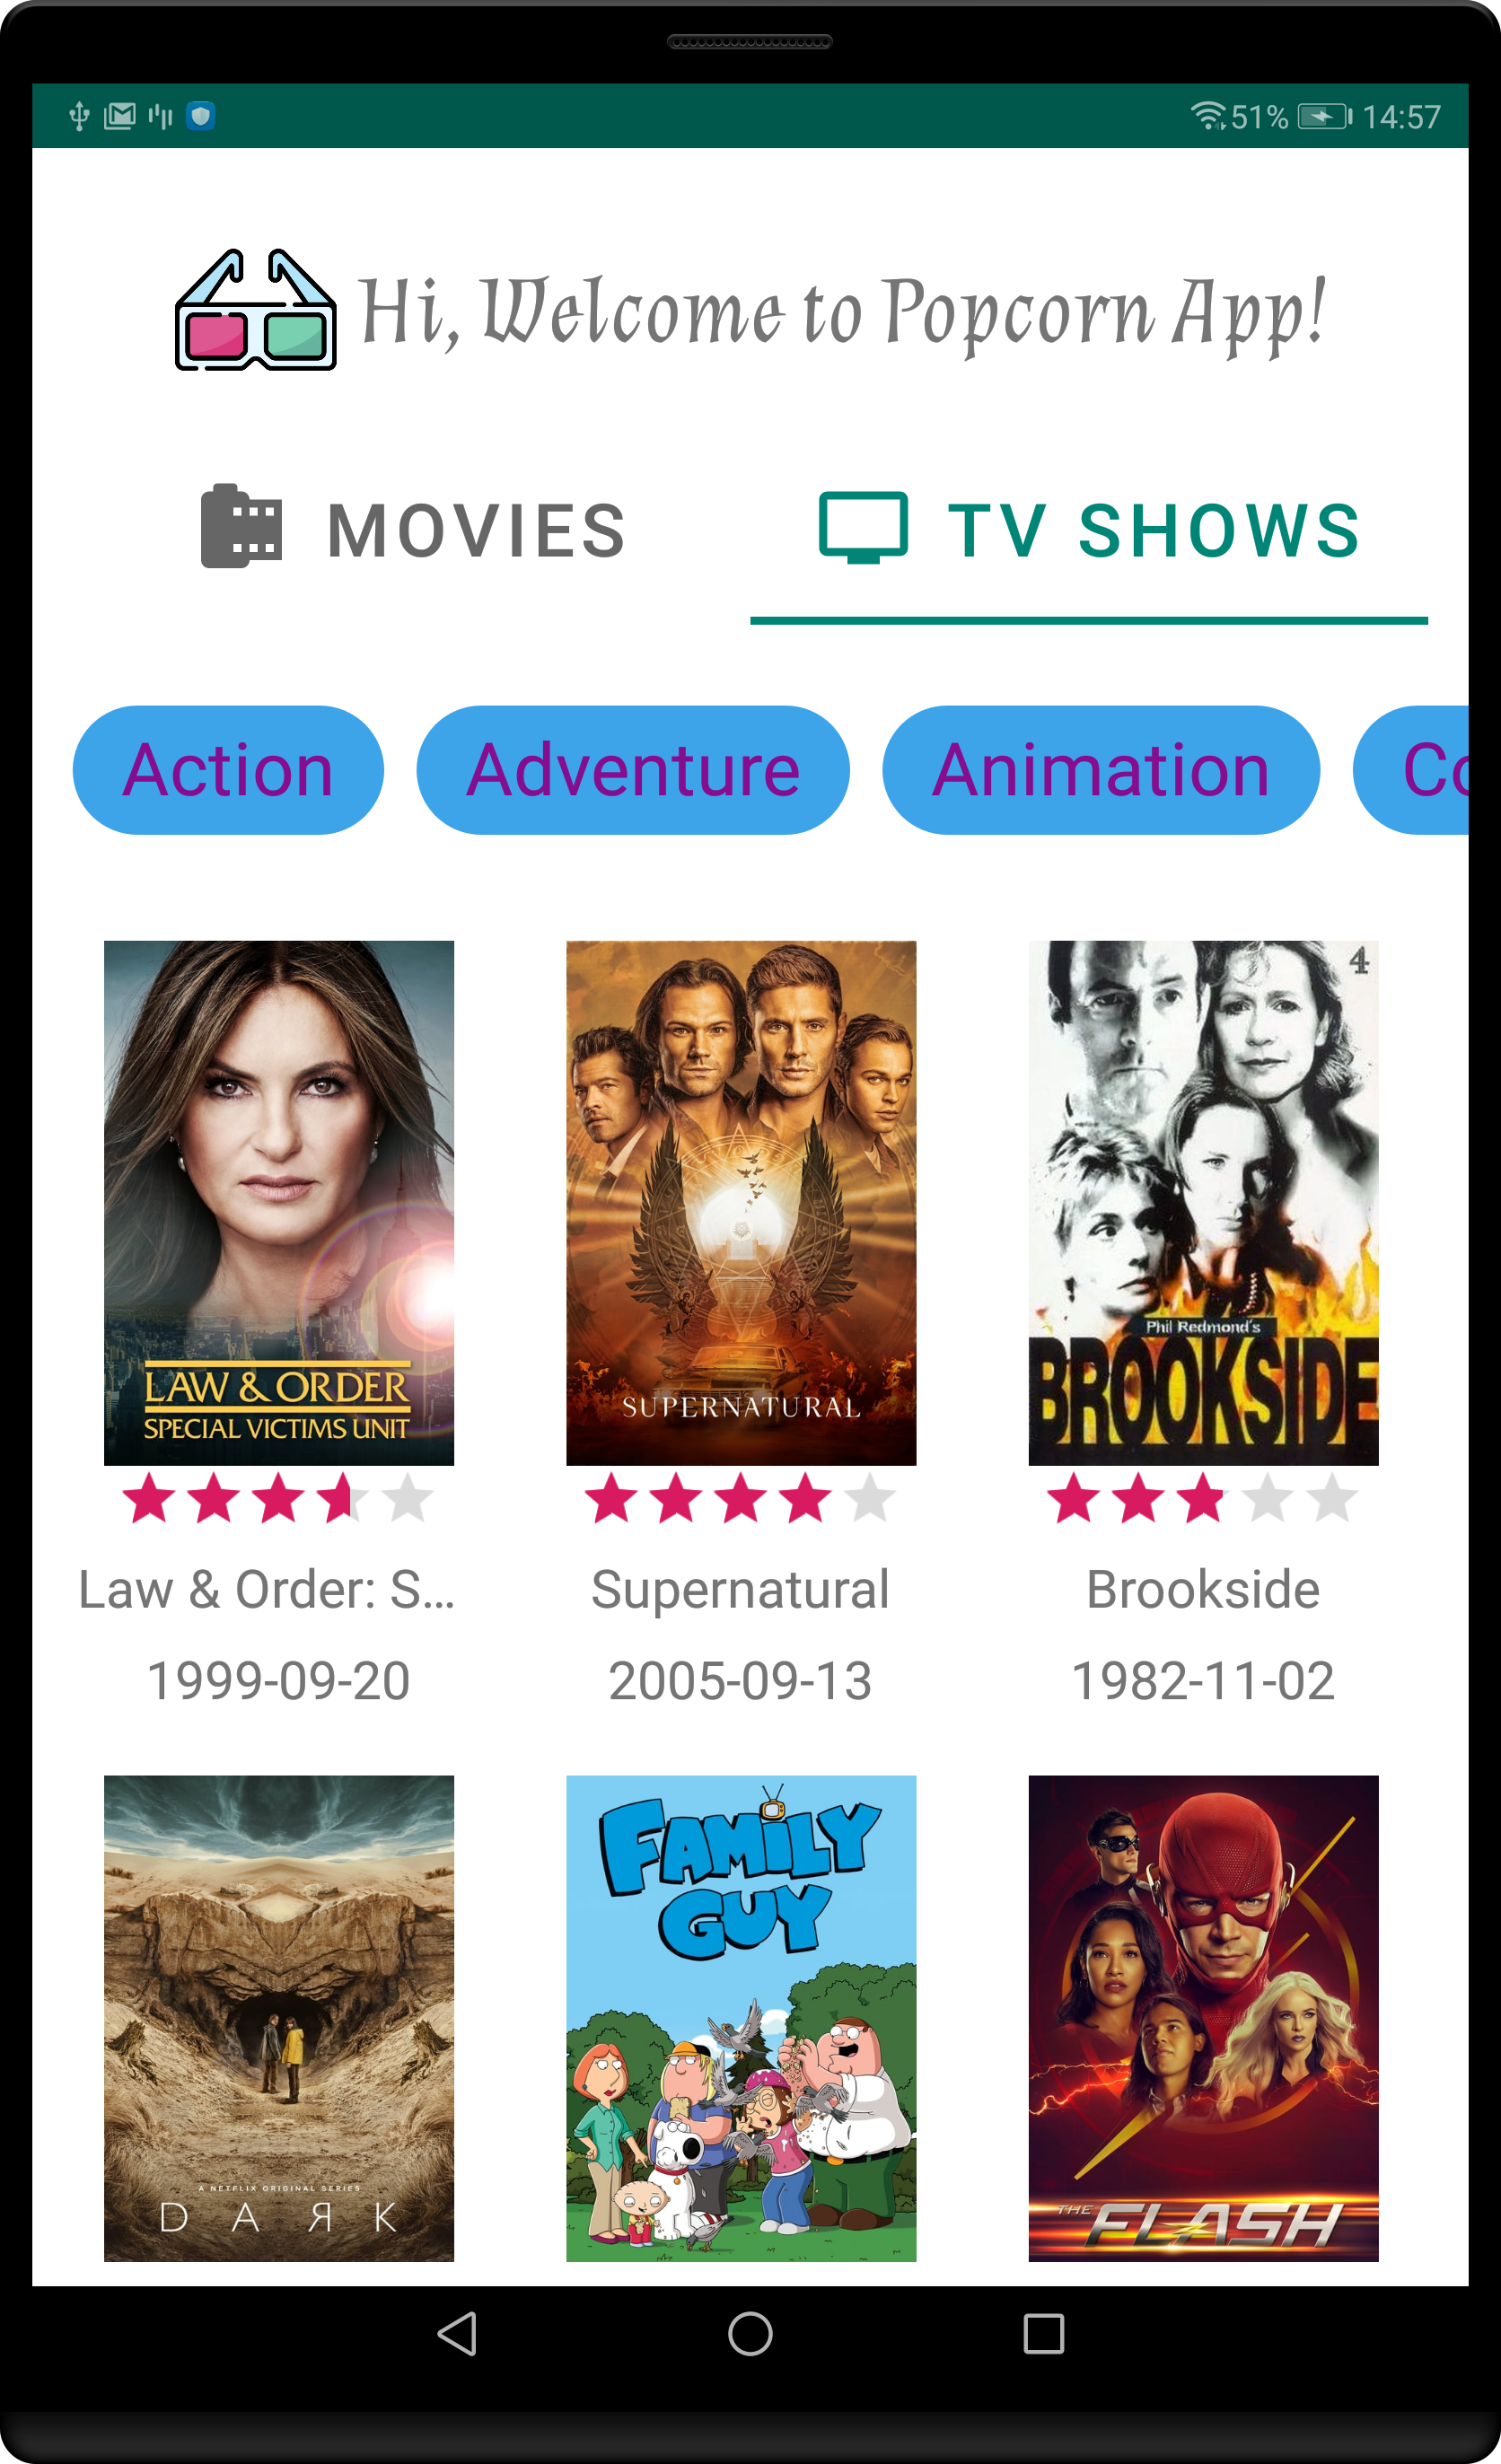 51% 14:57
Hi, Welcome to Popcorn App!
MOVIES TV SHOWS
Action Adventure Animation Co
4
Phil Redmond's
BROOKSIDE
LAW & ORDER
SPECIAL VICTIMS UNIT
SUPERNATURAL
Law & Order: S... Supernatural Brookside
1999-09-20 2005-09-13 1982-11-02
FAMILY
GUY
A NETFLIX ORIGINAL SERIES
DAЯK
THE FLASH